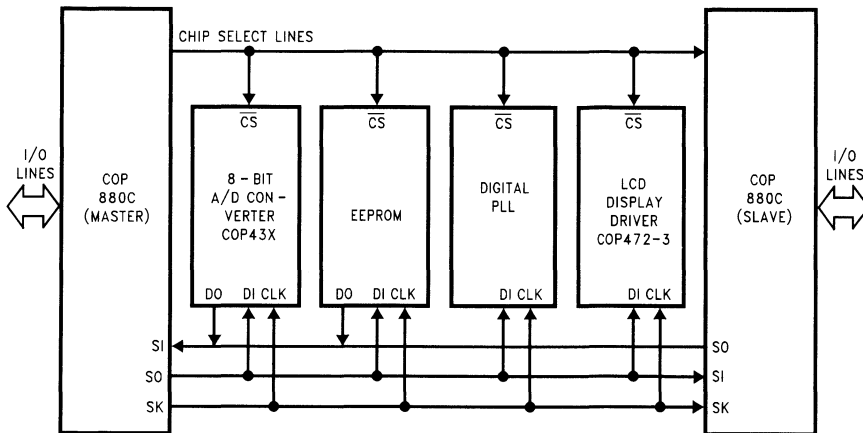 CHIP SELECT LINES
I/O
LINES
COP
880C
(MASTER)
SI
SO
SK
CS
8-BIT
A/D CON-
VERTER
COP43X
DO
DI CLK
CS
EEPROM
DO
DI CLK
CS
DIGITAL
PLL
DI CLK
CS
LCD
DISPLAY
DRIVER
COP472-3
DI CLK
COP
880C
(SLAVE)
SO
SI
SK
I/O
LINES